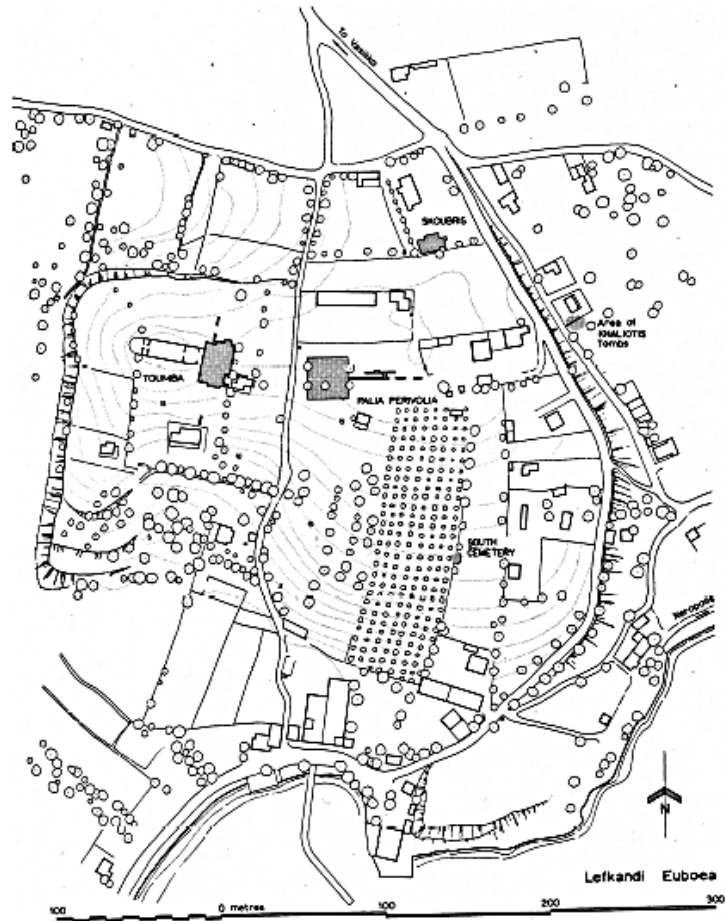 To Vasiliko
SKOUBRIS
Area of
KHALIOTIS
Tombs
TOUMBA
PALIA PERIVOLIA
SOUTH
CEMETERY
Xeropolis
N
Lefkandi Euboea
100 0 metres 100 200 300